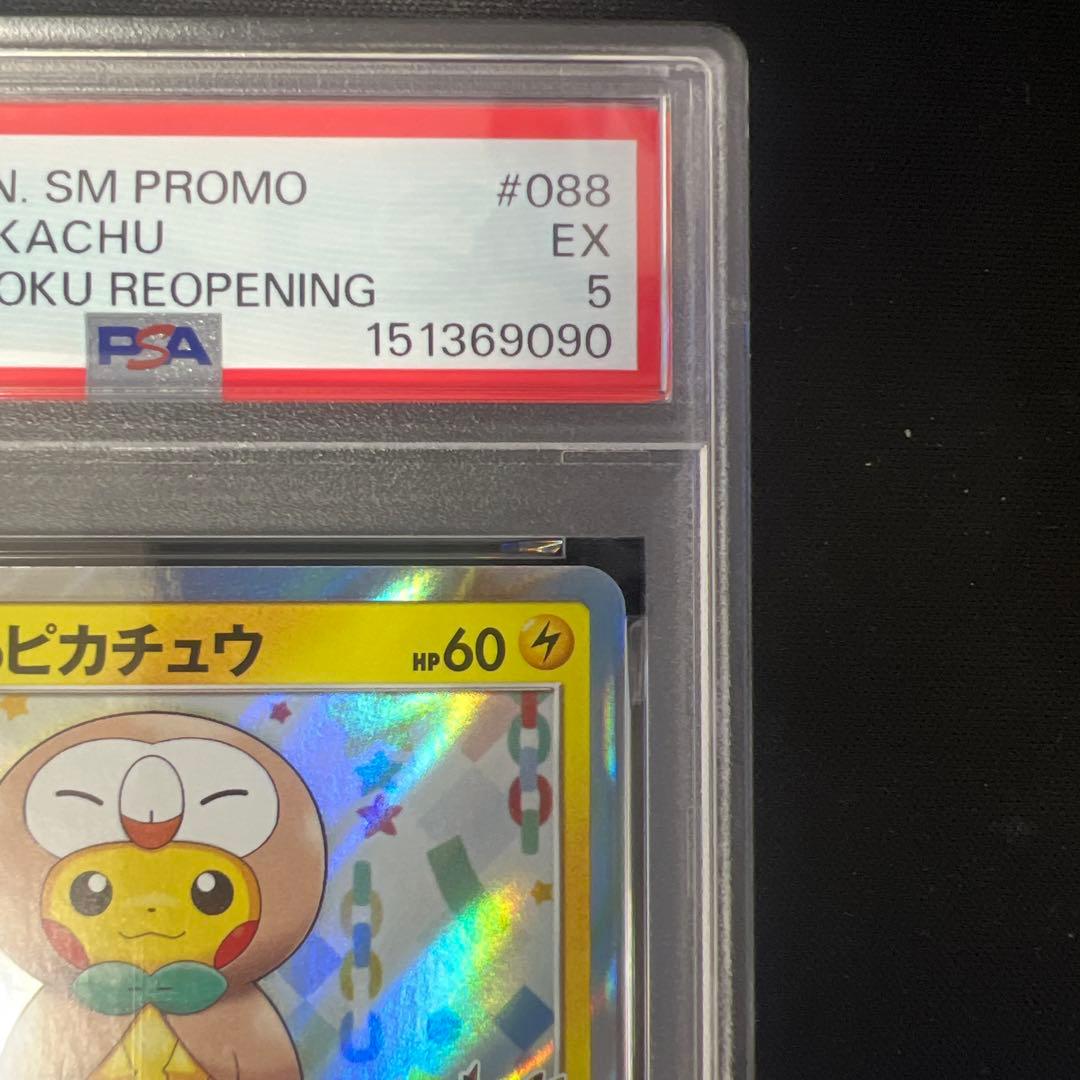 N. SM PROMO #088
KACHU EX
OKU REOPENING 5
PSA 151369090
ピカチュウ HP60